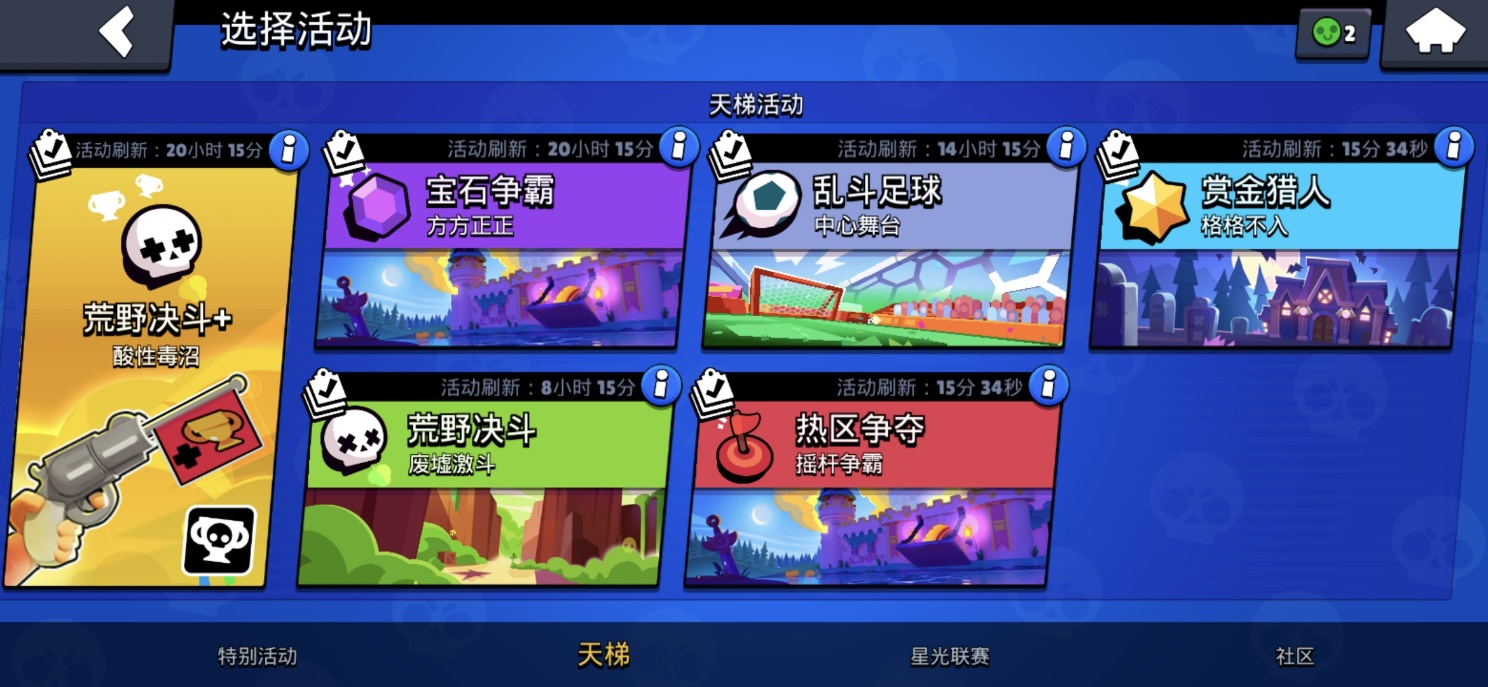 选择活动
2
天梯活动
活动刷新：20小时 15分
荒野决斗+
酸性毒沼
活动刷新：20小时 15分
宝石争霸
方方正正
活动刷新：14小时 15分
乱斗足球
中心舞台
活动刷新：15分 34秒
赏金猎人
格格不入
活动刷新：8小时 15分
荒野决斗
废墟激斗
活动刷新：15分 34秒
热区争夺
摇杆争霸
特别活动
天梯
星光联赛
社区